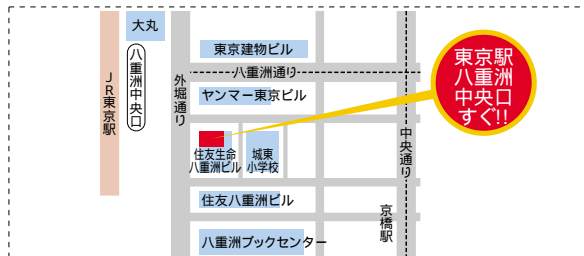 大丸
八重洲中央口
JR東京駅
外堀通り
東京建物ビル
八重洲通り
ヤンマー東京ビル
住友生命
八重洲ビル
城東
小学校
住友八重洲ビル
八重洲ブックセンター
中央通り
京橋駅
東京駅
八重洲
中央口
すぐ!!